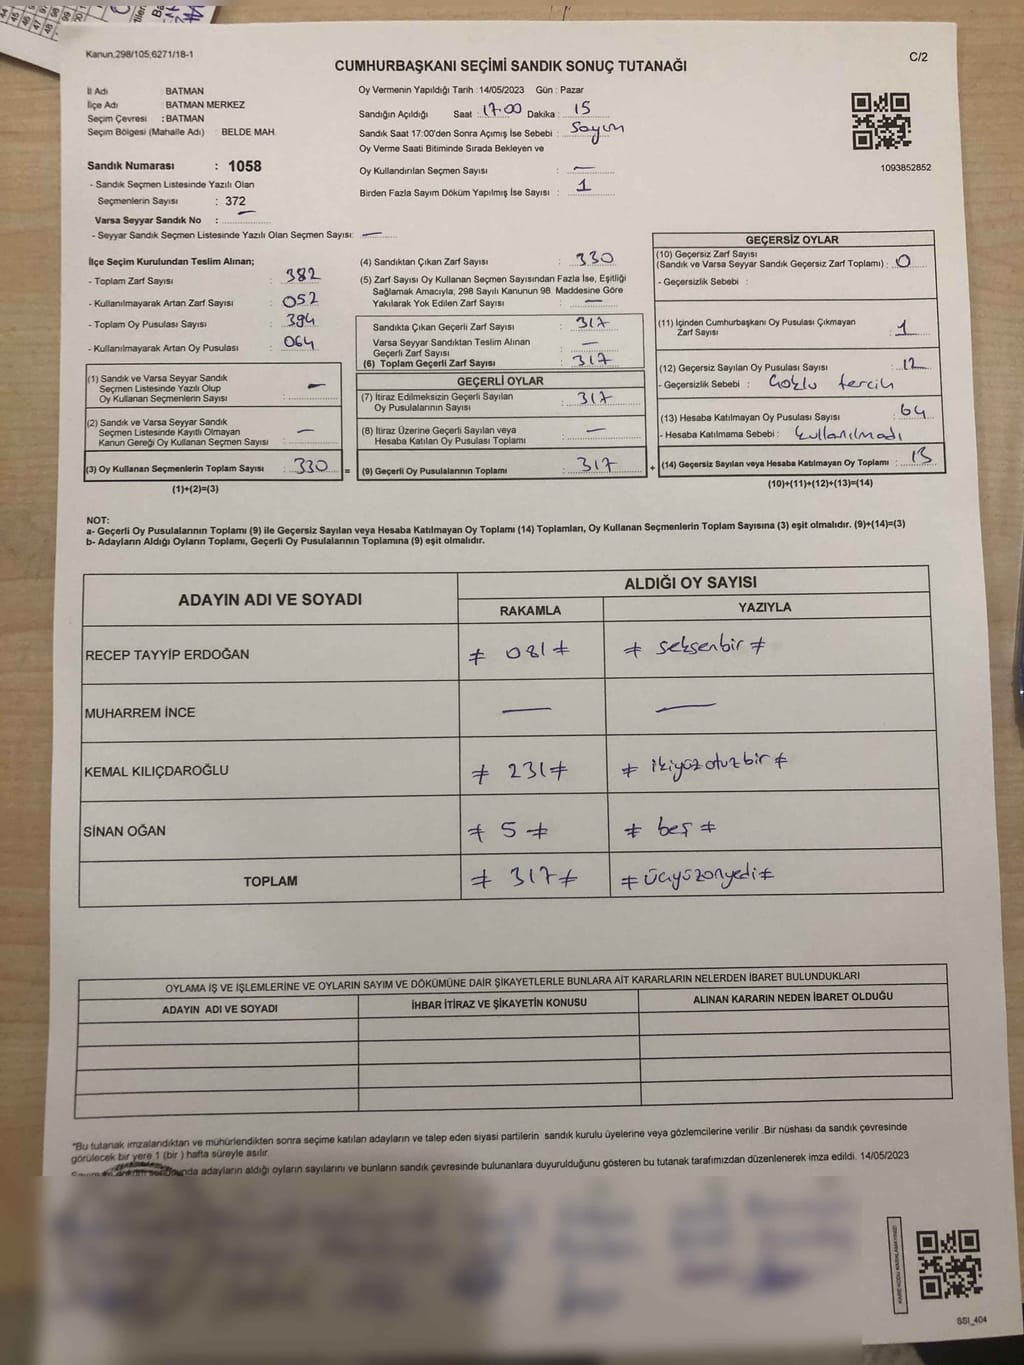 Kanun.298/105,6271/18-1
CUMHURBAŞKANI SEÇİMİ SANDIK SONUÇ TUTANAĞI
C/2
İl Adı : BATMAN
İlçe Adı : BATMAN MERKEZ
Seçim Çevresi : BATMAN
Seçim Bölgesi (Mahalle Adı) : BELDE MAH.
Sandık Numarası : 1058
- Sandık Seçmen Listesinde Yazılı Olan
Seçmenlerin Sayısı : 372
Varsa Seyyar Sandık No : —
- Seyyar Sandık Seçmen Listesinde Yazılı Olan Seçmen Sayısı: —
Oy Vermenin Yapıldığı Tarih : 14/05/2023 Gün : Pazar
Sandığın Açıldığı Saat : 17.00 Dakika : 15
Sandık Saat 17:00'den Sonra Açımış İse Sebebi : Sayım
Oy Verme Saati Bitiminde Sırada Bekleyen ve
Oy Kullandırılan Seçmen Sayısı : —
Birden Fazla Sayım Döküm Yapılmış İse Sayısı : 1
1093852852
İlçe Seçim Kurulundan Teslim Alınan;
- Toplam Zarf Sayısı : 382
- Kullanılmayarak Artan Zarf Sayısı : 052
- Toplam Oy Pusulası Sayısı : 394
- Kullanılmayarak Artan Oy Pusulası : 064
(1) Sandık ve Varsa Seyyar Sandık
Seçmen Listesinde Yazılı Olup
Oy Kullanan Seçmenlerin Sayısı : —
(2) Sandık ve Varsa Seyyar Sandık
Seçmen Listesinde Kayıtlı Olmayan
Kanun Gereği Oy Kullanan Seçmen Sayısı : —
(3) Oy Kullanan Seçmenlerin Toplam Sayısı : 330 =
(1)+(2)=(3)
(4) Sandıktan Çıkan Zarf Sayısı : 330
(5) Zarf Sayısı Oy Kullanan Seçmen Sayısından Fazla İse, Eşitliği
Sağlamak Amacıyla, 298 Sayılı Kanunun 98. Maddesine Göre
Yakılarak Yok Edilen Zarf Sayısı : —
Sandıkta Çıkan Geçerli Zarf Sayısı : 317
Varsa Seyyar Sandıktan Teslim Alınan
Geçerli Zarf Sayısı : —
(6) Toplam Geçerli Zarf Sayısı : 317
GEÇERLİ OYLAR
(7) İtiraz Edilmeksizin Geçerli Sayılan
Oy Pusulalarının Sayısı : 317
(8) İtiraz Üzerine Geçerli Sayılan veya
Hesaba Katılan Oy Pusulası Toplamı : —
(9) Geçerli Oy Pusulalarının Toplamı : 317 +
GEÇERSİZ OYLAR
(10) Geçersiz Zarf Sayısı
(Sandık ve Varsa Seyyar Sandık Geçersiz Zarf Toplamı) : 0
- Geçersizlik Sebebi :
(11) İçinden Cumhurbaşkanı Oy Pusulası Çıkmayan
Zarf Sayısı : 1
(12) Geçersiz Sayılan Oy Pusulası Sayısı : 12
- Geçersizlik Sebebi : Çoklu tercih
(13) Hesaba Katılmayan Oy Pusulası Sayısı : 64
- Hesaba Katılmama Sebebi : Kullanılmadı
(14) Geçersiz Sayılan veya Hesaba Katılmayan Oy Toplamı : 13
(10)+(11)+(12)+(13)=(14)
NOT:
a- Geçerli Oy Pusulalarının Toplamı (9) ile Geçersiz Sayılan veya Hesaba Katılmayan Oy Toplamı (14) Toplamları, Oy Kullanan Seçmenlerin Toplam Sayısına (3) eşit olmalıdır. (9)+(14)=(3)
b- Adayların Aldığı Oyların Toplamı, Geçerli Oy Pusulalarının Toplamına (9) eşit olmalıdır.
ADAYIN ADI VE SOYADI
ALDIĞI OY SAYISI
RAKAMLA YAZIYLA
RECEP TAYYİP ERDOĞAN ≠ 081 ≠ ≠ seksenbir ≠
MUHARREM İNCE — —
KEMAL KILIÇDAROĞLU ≠ 231 ≠ ≠ ikiyüzotuzbir ≠
SİNAN OĞAN ≠ 5 ≠ ≠ beş ≠
TOPLAM ≠ 317 ≠ ≠ üçyüzonyedi ≠
OYLAMA İŞ VE İŞLEMLERİNE VE OYLARIN SAYIM VE DÖKÜMÜNE DAİR ŞİKAYETLERLE BUNLARA AİT KARARLARIN NELERDEN İBARET BULUNDUKLARI
ADAYIN ADI VE SOYADI İHBAR İTİRAZ VE ŞİKAYETİN KONUSU ALINAN KARARIN NEDEN İBARET OLDUĞU
*Bu tutanak imzalandıktan ve mühürlendikten sonra seçime katılan adayların ve talep eden siyasi partilerin sandık kurulu üyelerine veya gözlemcilerine verilir .Bir nüshası da sandık çevresinde
görülecek bir yere 1 (bir ) hafta süreyle asılır.
adayların aldığı oyların sayılarını ve bunların sandık çevresinde bulunanlara duyurulduğunu gösteren bu tutanak tarafımızdan düzenlenerek imza edildi. 14/05/2023
SSI_404